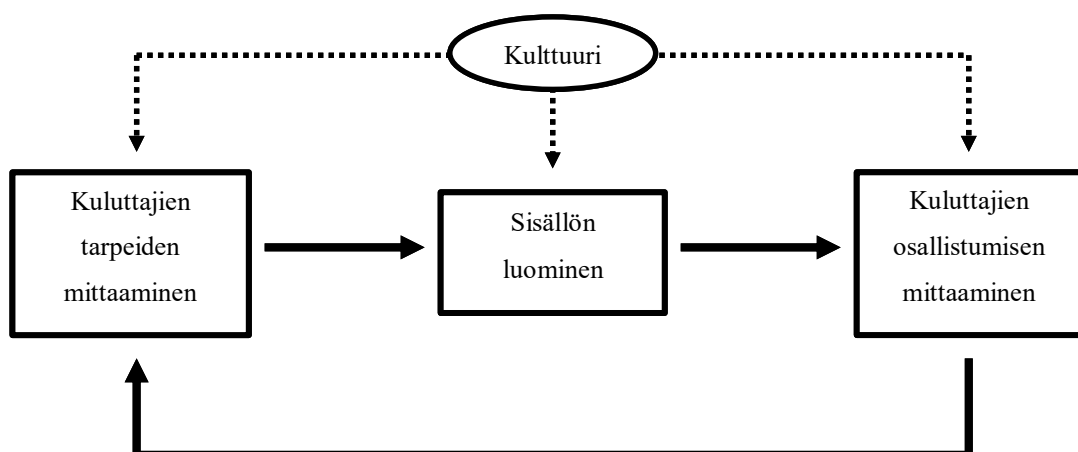 Kulttuuri
Kuluttajien
tarpeiden
mittaaminen
Sisällön
luominen
Kuluttajien
osallistumisen
mittaaminen